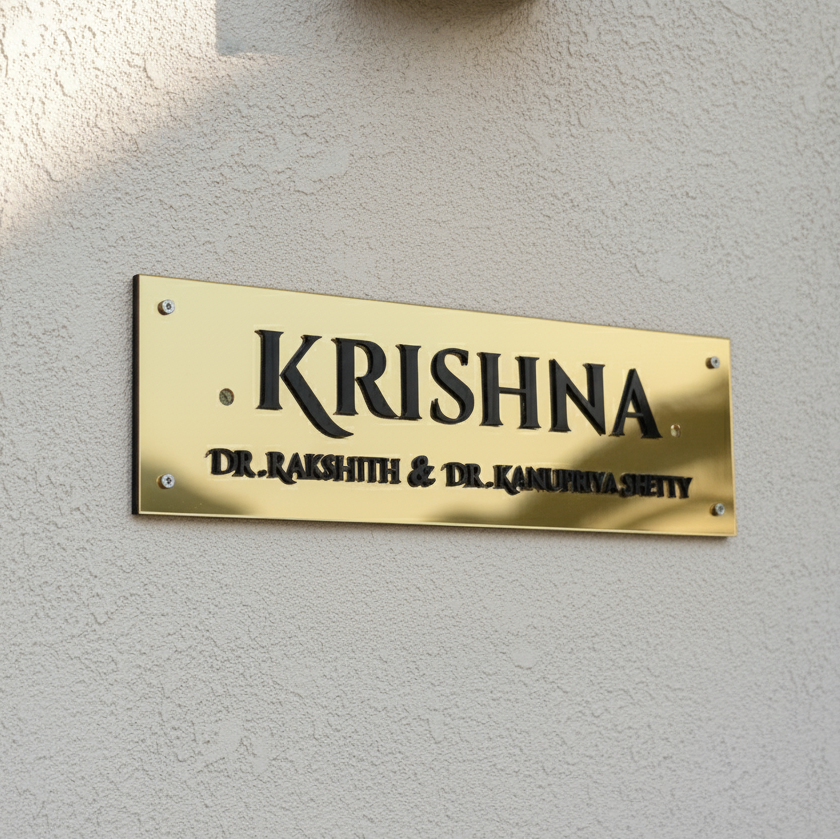 KRISHNA
DR. RAKSHITH & DR. KANUPRIYA SHETTY